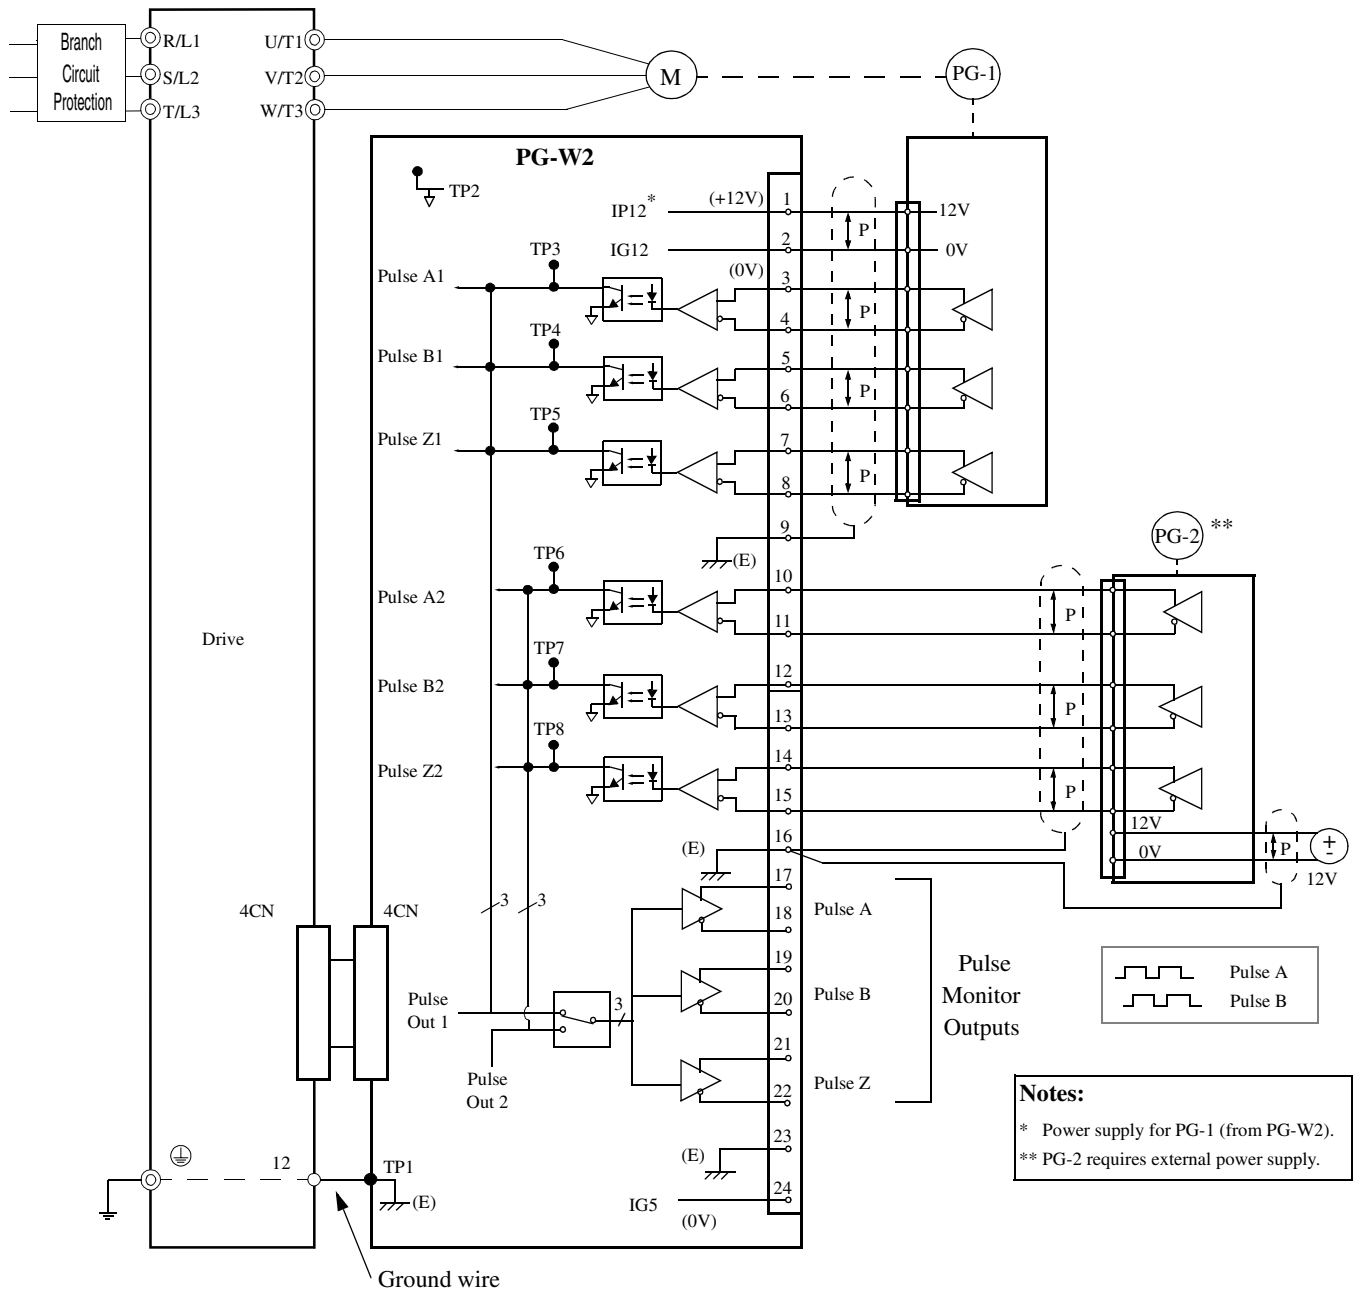 Branch
Circuit
Protection
R/L1
S/L2
T/L3
U/T1
V/T2
W/T3
M
PG-1
PG-W2
TP2
IP12*
(+12V)
1
P
12V
IG12
2
0V
(0V)
Pulse A1
TP3
3
4
P
Pulse B1
TP4
5
6
P
Pulse Z1
TP5
7
8
P
9
(E)
PG-2 **
Pulse A2
TP6
10
11
P
Drive
Pulse B2
TP7
12
13
P
Pulse Z2
TP8
14
15
P
12V
0V
P
+
-
12V
(E)
16
3
3
17
18
Pulse A
4CN
4CN
19
20
Pulse B
Pulse
Out 1
3
Pulse
Out 2
21
22
Pulse Z
Pulse
Monitor
Outputs
Pulse A
Pulse B
(E)
23
IG5
(0V)
24
12
TP1
(E)
Ground wire
Notes:
* Power supply for PG-1 (from PG-W2).
** PG-2 requires external power supply.